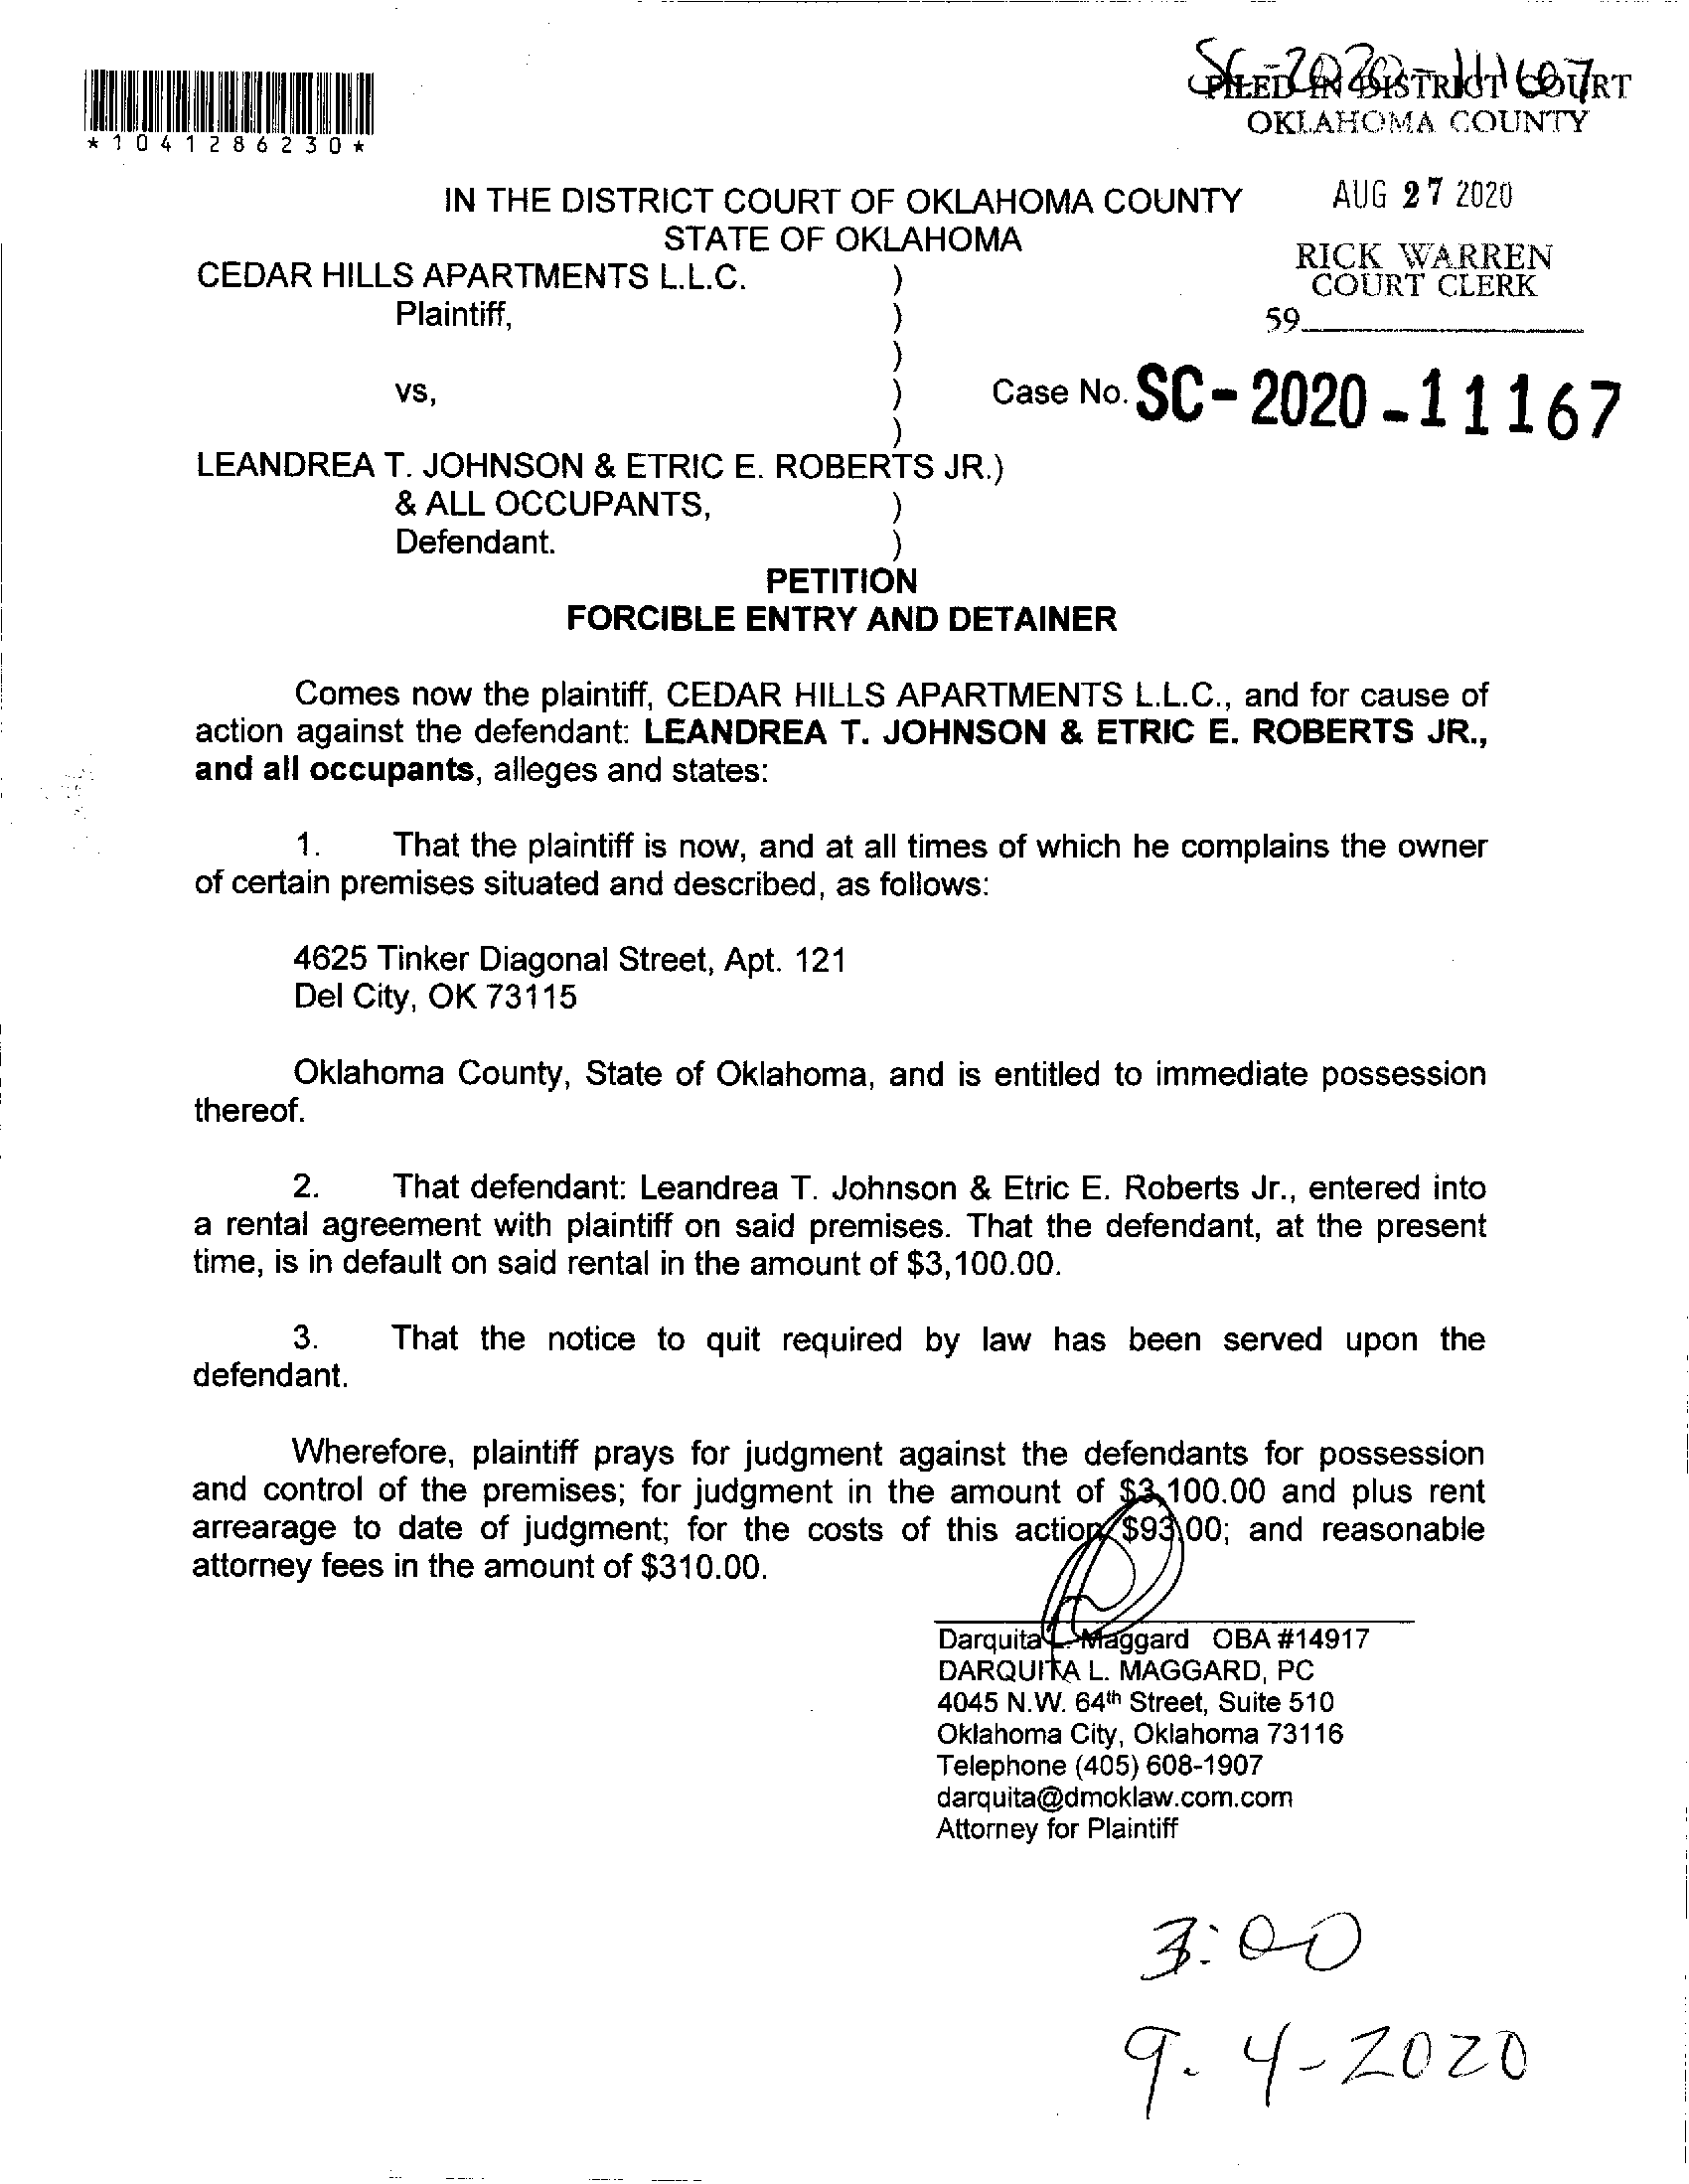 SC-2020-11167
FILED IN DISTRICT COURT
OKLAHOMA COUNTY
*1041286230*
AUG 27 2020
IN THE DISTRICT COURT OF OKLAHOMA COUNTY
STATE OF OKLAHOMA
RICK WARREN
COURT CLERK
59
CEDAR HILLS APARTMENTS L.L.C. )
Plaintiff, )
)
vs, ) Case No. SC-2020-11167
)
LEANDREA T. JOHNSON & ETRIC E. ROBERTS JR.)
& ALL OCCUPANTS, )
Defendant. )
PETITION
FORCIBLE ENTRY AND DETAINER
Comes now the plaintiff, CEDAR HILLS APARTMENTS L.L.C., and for cause of
action against the defendant: LEANDREA T. JOHNSON & ETRIC E. ROBERTS JR.,
and all occupants, alleges and states:
1. That the plaintiff is now, and at all times of which he complains the owner
of certain premises situated and described, as follows:
4625 Tinker Diagonal Street, Apt. 121
Del City, OK 73115
Oklahoma County, State of Oklahoma, and is entitled to immediate possession
thereof.
2. That defendant: Leandrea T. Johnson & Etric E. Roberts Jr., entered into
a rental agreement with plaintiff on said premises. That the defendant, at the present
time, is in default on said rental in the amount of $3,100.00.
3. That the notice to quit required by law has been served upon the
defendant.
Wherefore, plaintiff prays for judgment against the defendants for possession
and control of the premises; for judgment in the amount of $3,100.00 and plus rent
arrearage to date of judgment; for the costs of this action $93.00; and reasonable
attorney fees in the amount of $310.00.
Darquita L. Maggard OBA #14917
DARQUITA L. MAGGARD, PC
4045 N.W. 64th Street, Suite 510
Oklahoma City, Oklahoma 73116
Telephone (405) 608-1907
darquita@dmoklaw.com.com
Attorney for Plaintiff
3:00
9-4-2020